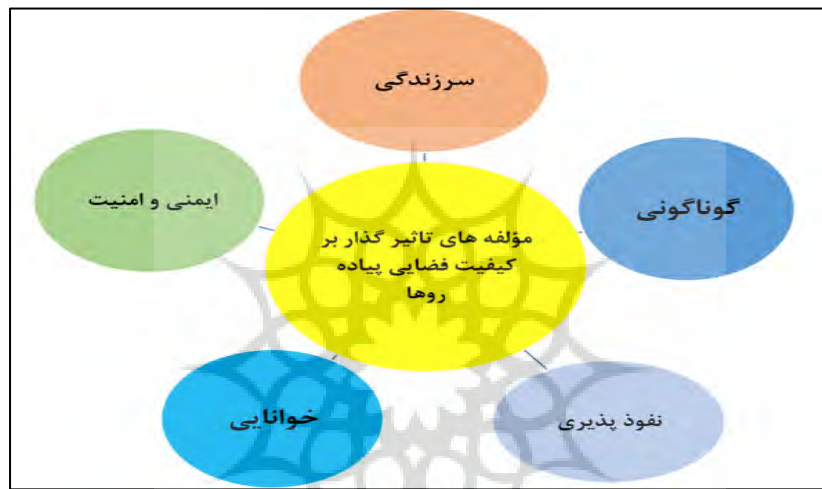 سرزندگی
گوناگونی
ایمنی و امنیت
مؤلفه های تاثیر گذار بر
کیفیت فضایی پیاده
روها
نفوذ پذیری
خوانایی